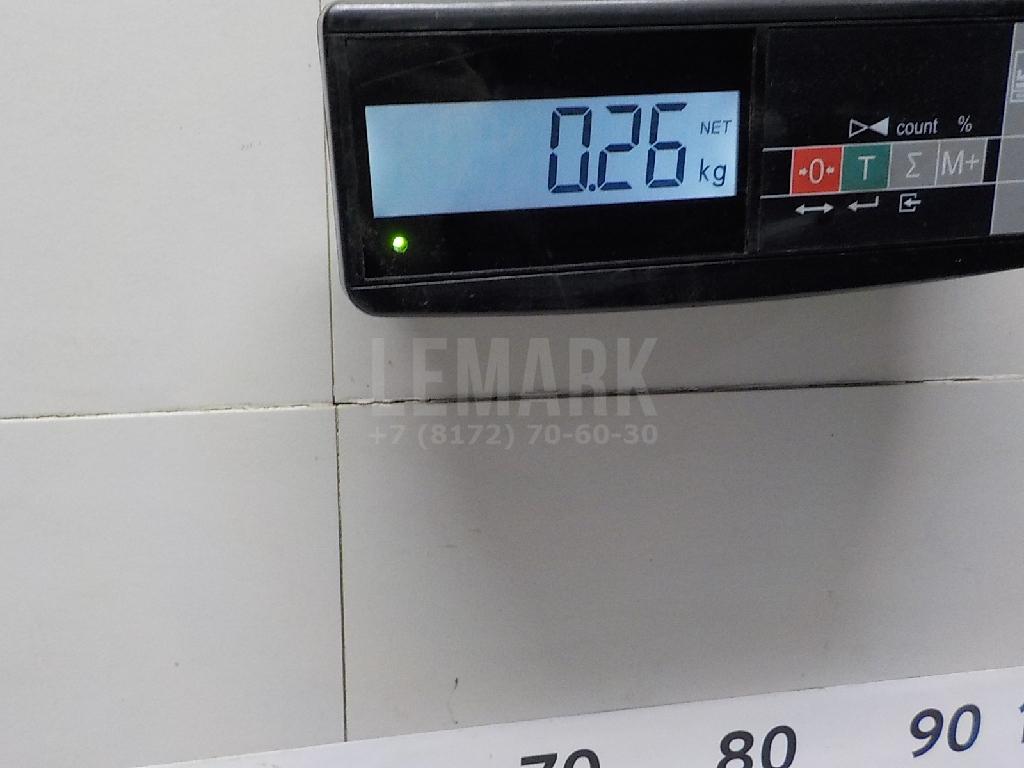 0.26 NET kg
count %
→0← T Σ M+
LEMARK
+7 (8172) 70-60-30
70 80 90